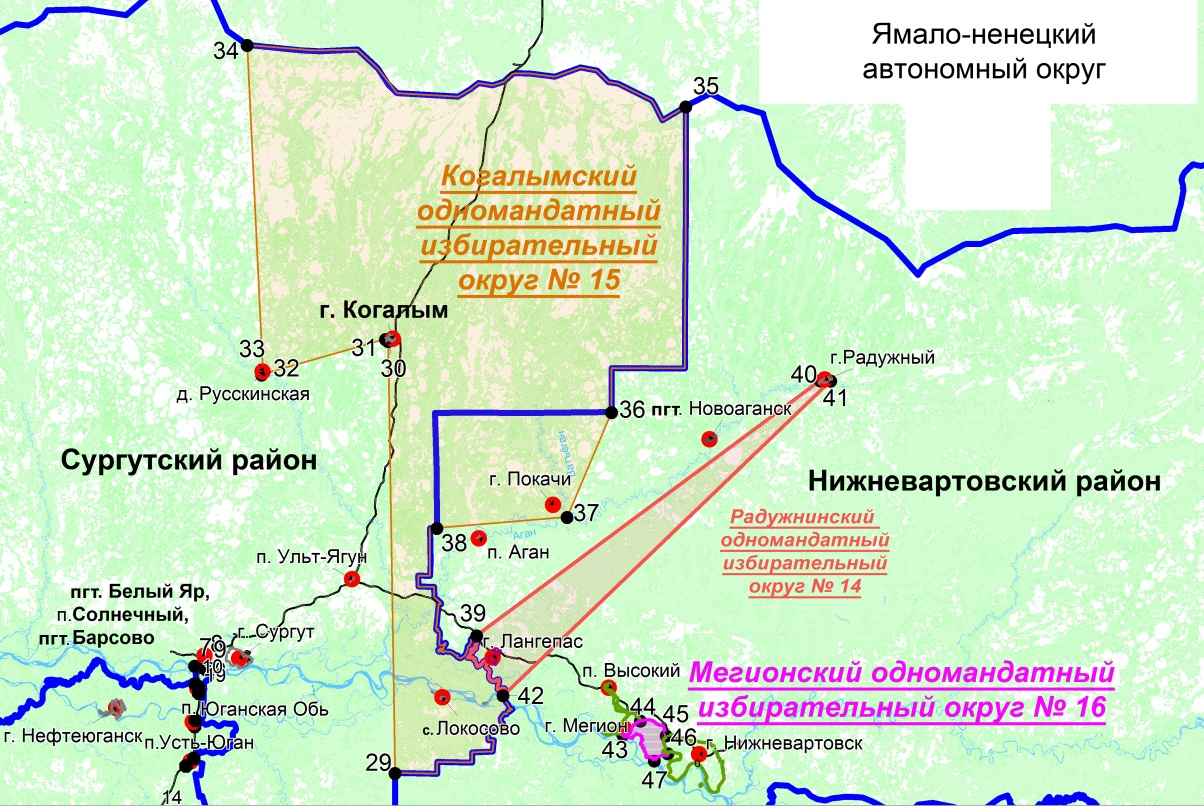 Ямало-ненецкий
автономный округ
34
35
Когалымский
одномандатный
избирательный
округ № 15
г. Когалым
31
30
33
32
д. Русскинская
г.Радужный
40
41
36
пгт. Новоаганск
Сургутский район
Нижневартовский район
Ватьёган
г. Покачи
37
38
Аган
п. Аган
Радужнинский
одномандатный
избирательный
округ № 14
п. Ульт-Ягун
пгт. Белый Яр,
п.Солнечный,
пгт.Барсово
39
г. Сургут
г. Лангепас
п. Высокий
Мегионский одномандатный
избирательный округ № 16
42
п.Юганская Обь
с.Локосово
г. Мегион
44
45
43
46
г. Нижневартовск
47
г. Нефтеюганск
п.Усть-Юган
29
14